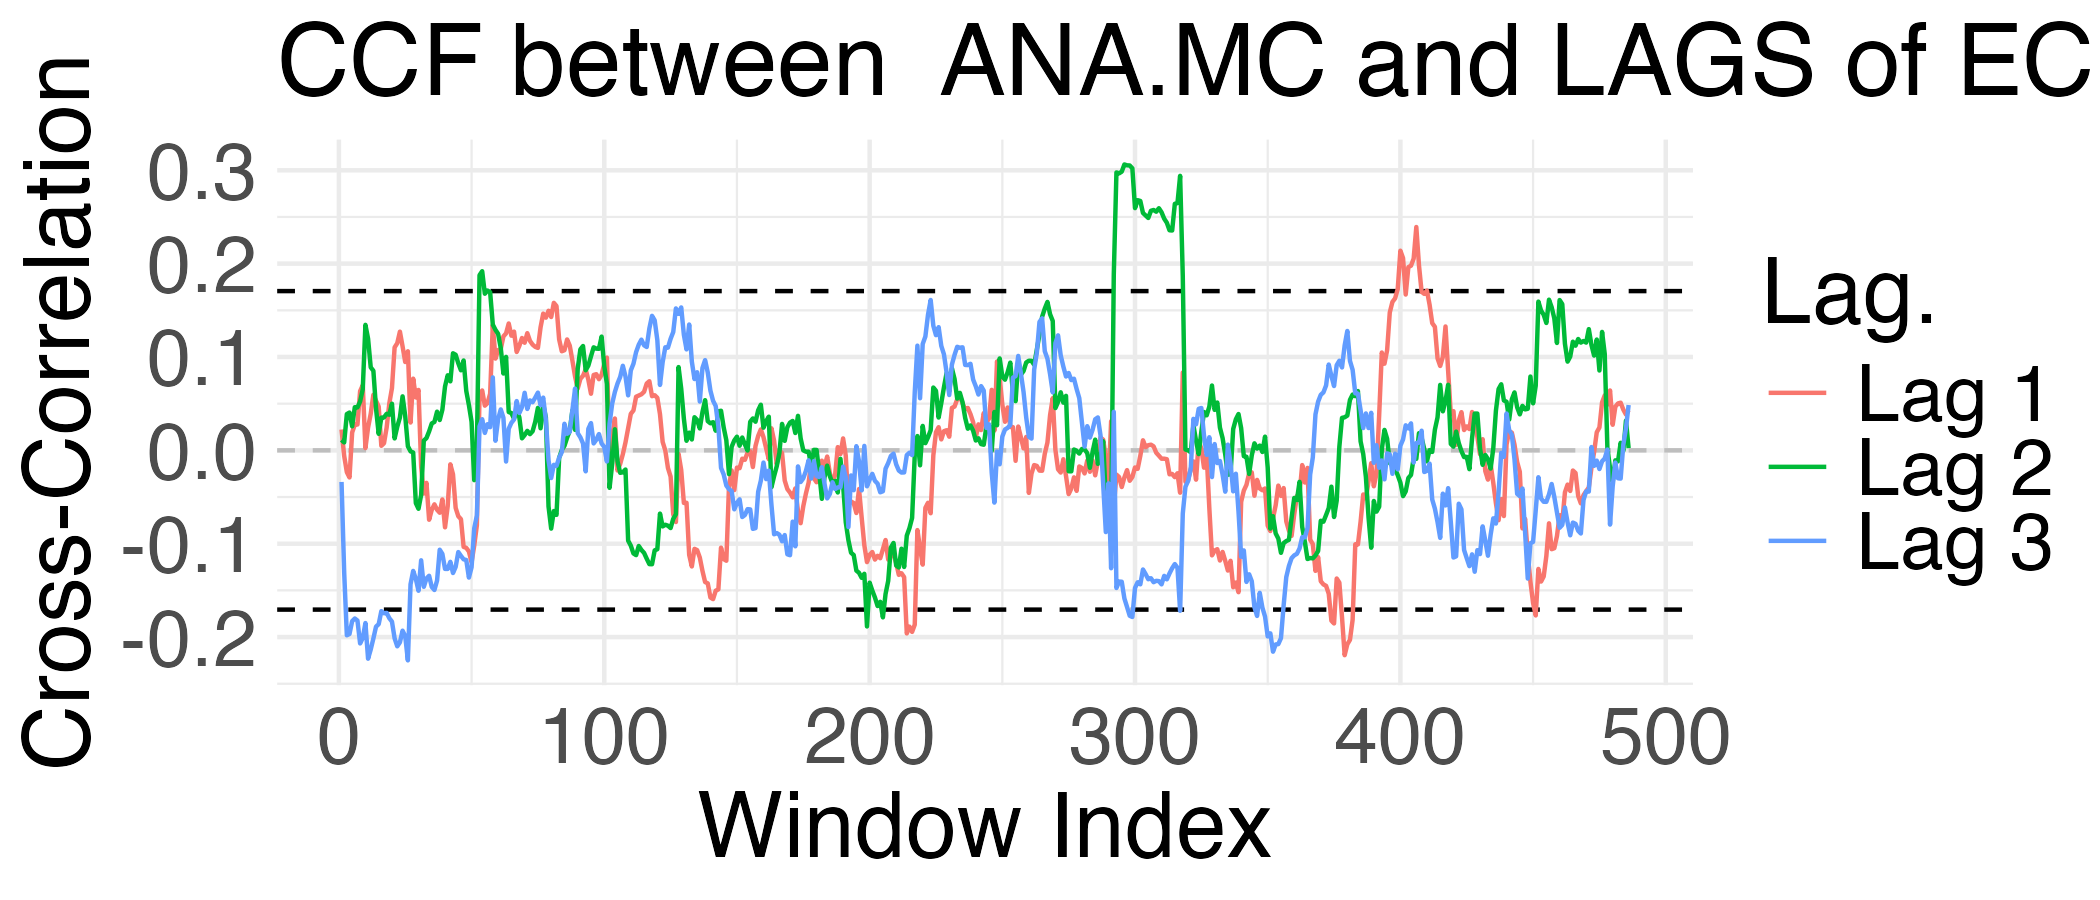 CCF between  ANA.MC and LAGS of EC
Cross-Correlation
0.3
0.2
0.1
0.0
-0.1
-0.2
0 100 200 300 400 500
Window Index
Lag.
Lag 1
Lag 2
Lag 3